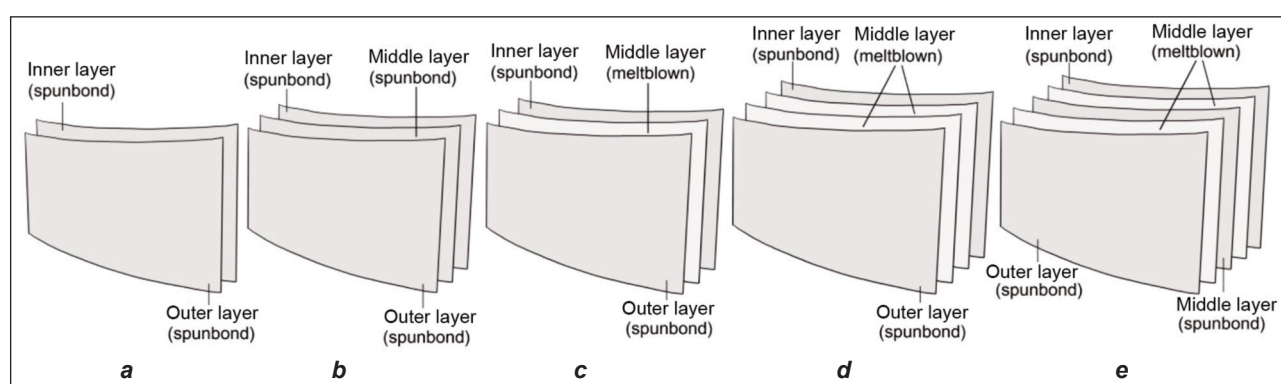 Inner layer
(spunbond)
Outer layer
(spunbond)
a
Inner layer
(spunbond)
Middle layer
(spunbond)
Outer layer
(spunbond)
b
Inner layer
(spunbond)
Middle layer
(meltblown)
Outer layer
(spunbond)
c
Inner layer
(spunbond)
Middle layer
(meltblown)
Outer layer
(spunbond)
d
Inner layer
(spunbond)
Middle layer
(meltblown)
Outer layer
(spunbond)
Middle layer
(spunbond)
e